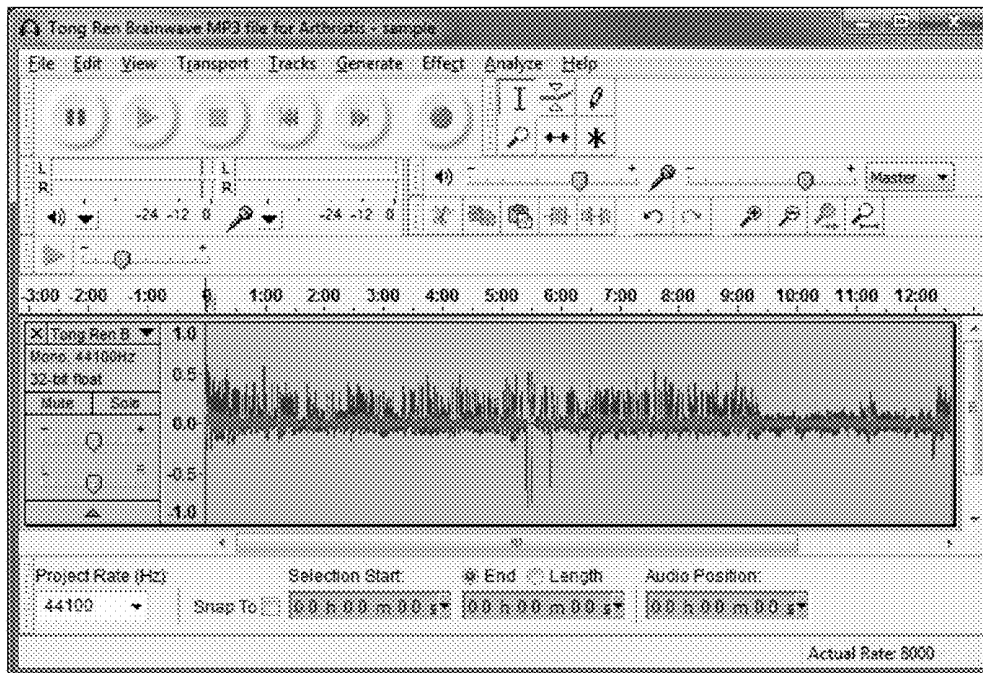 Tong Ren Brainwave MP3 file for Arthritis - sample
File Edit View Transport Tracks Generate Effect Analyze Help
L
R
L
R
- +
- +
Master
-24 -12 0
-24 -12 0
- +
-3:00 -2:00 -1:00 0 1:00 2:00 3:00 4:00 5:00 6:00 7:00 8:00 9:00 10:00 11:00 12:00
X Tong Ren B
Mono, 44100Hz
32-bit float
Mute Solo
- +
1.0
0.5
0.0
-0.5
-1.0
Project Rate (Hz)
Selection Start:
End Length
Audio Position:
44100
Snap To
00 h 00 m 00 s
00 h 00 m 00 s
00 h 00 m 00 s
Actual Rate: 8000